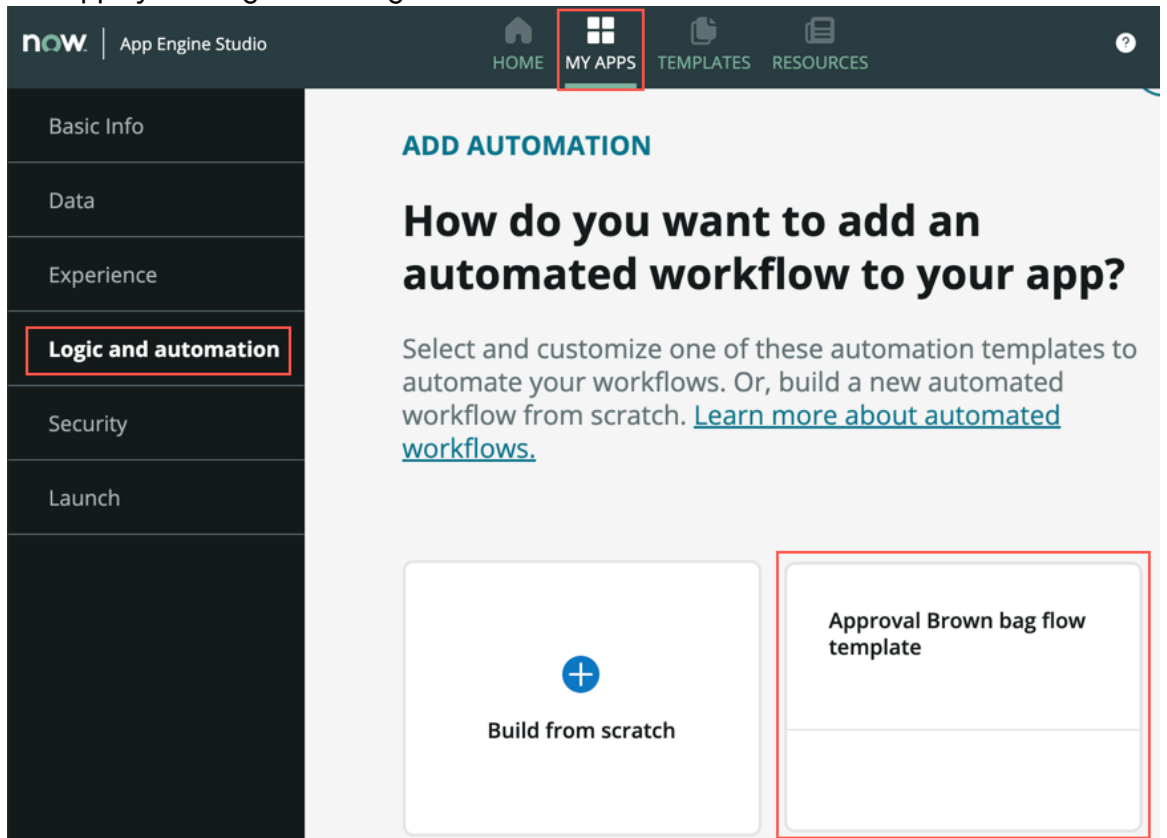 now. App Engine Studio
HOME MY APPS TEMPLATES RESOURCES
?
Basic Info
Data
Experience
Logic and automation
Security
Launch
ADD AUTOMATION
How do you want to add an
automated workflow to your app?
Select and customize one of these automation templates to
automate your workflows. Or, build a new automated
workflow from scratch. Learn more about automated
workflows.
Build from scratch
Approval Brown bag flow
template